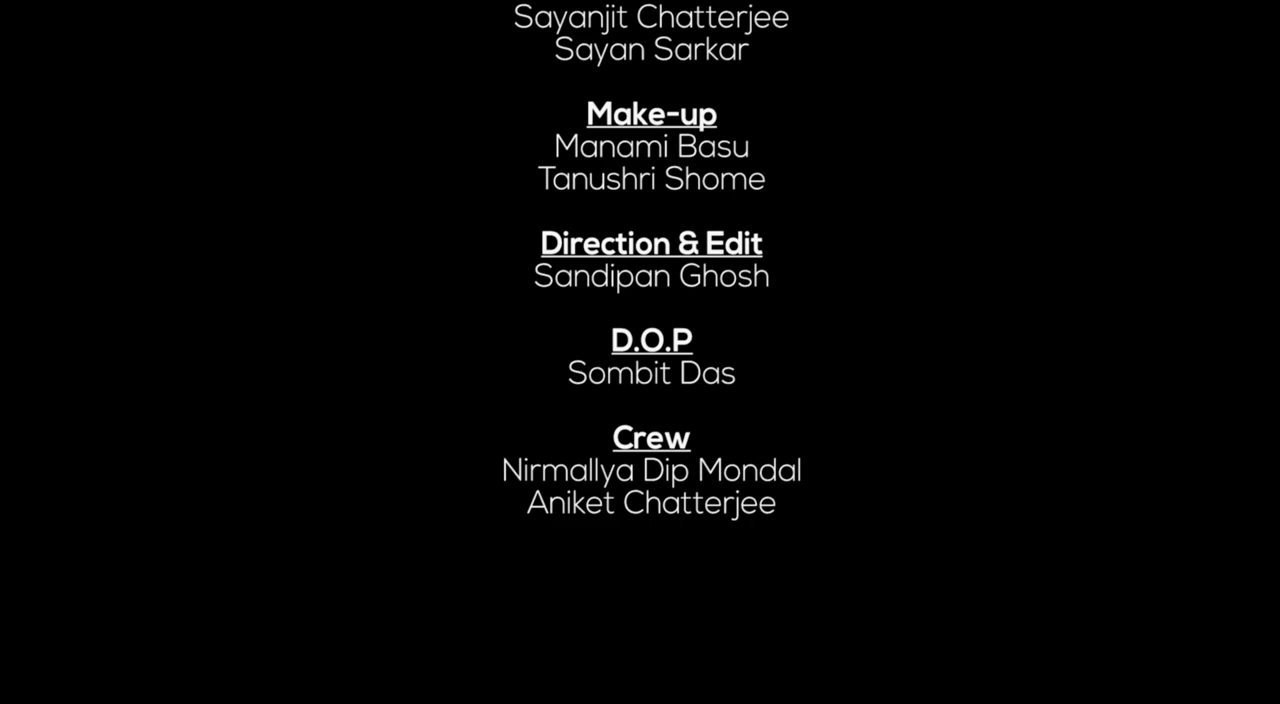 Sayanjit Chatterjee
Sayan Sarkar
Make-up
Manami Basu
Tanushri Shome
Direction & Edit
Sandipan Ghosh
D.O.P
Sombit Das
Crew
Nirmallya Dip Mondal
Aniket Chatterjee